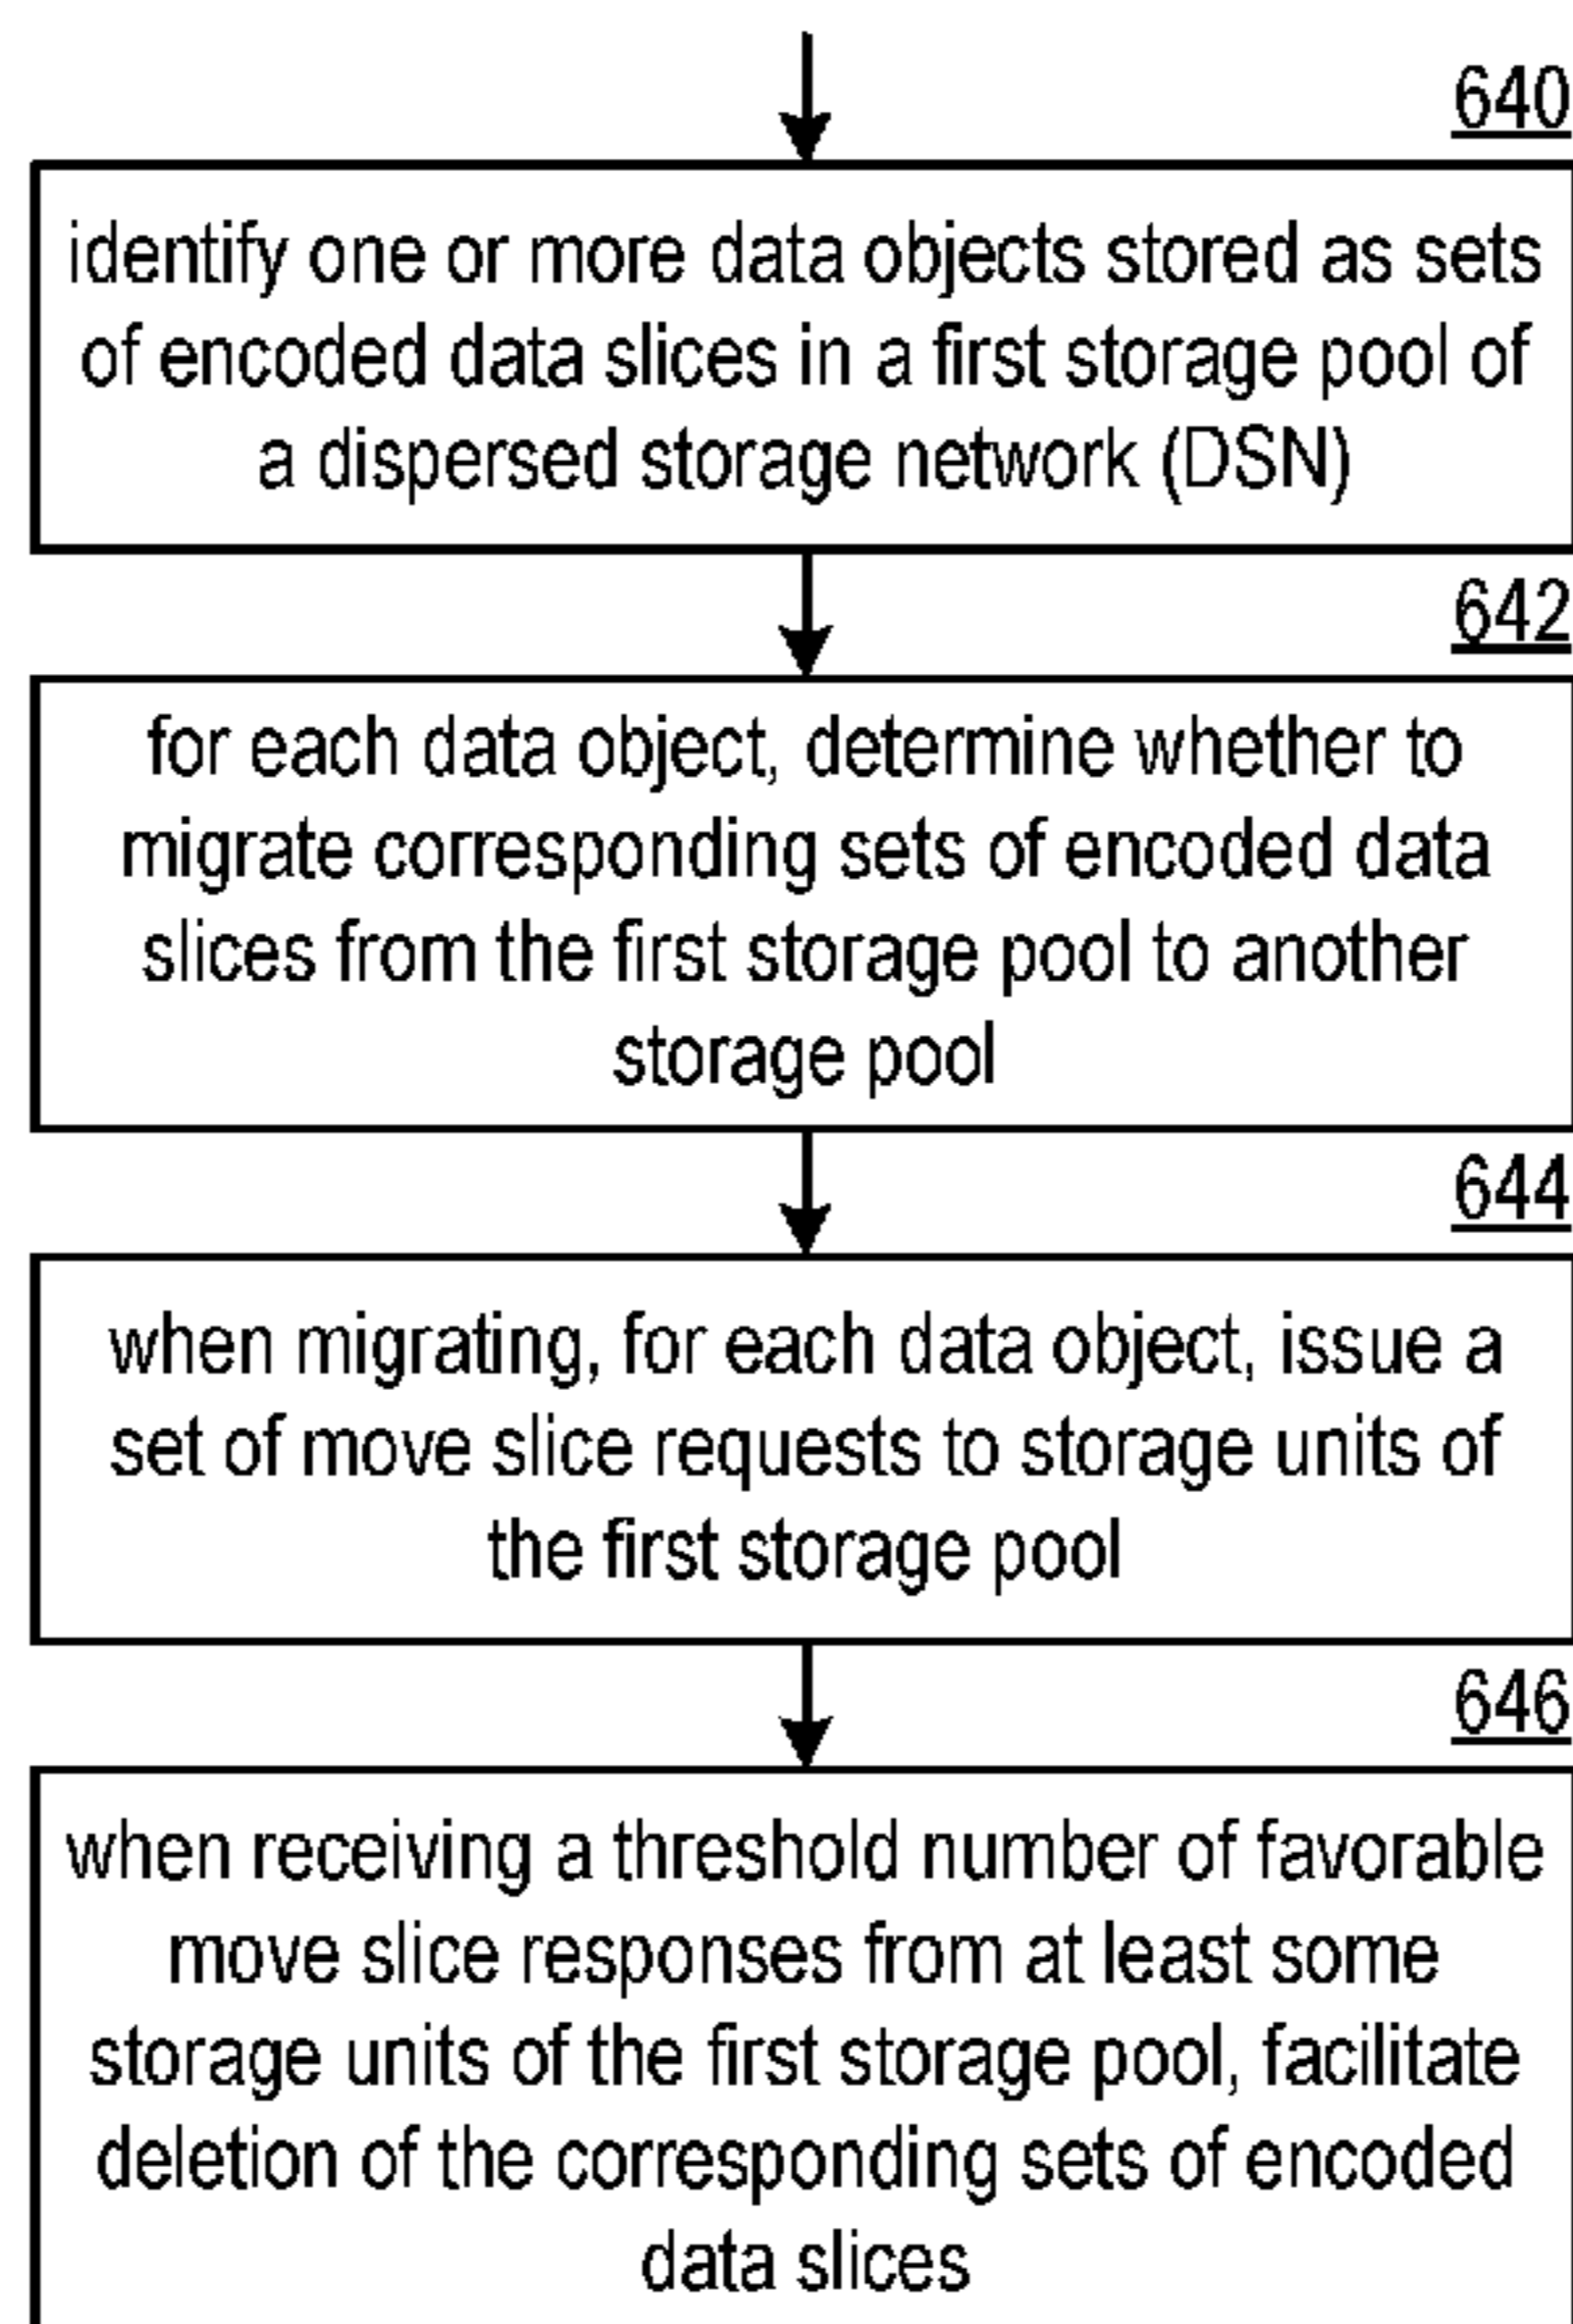 640
identify one or more data objects stored as sets
of encoded data slices in a first storage pool of
a dispersed storage network (DSN)
642
for each data object, determine whether to
migrate corresponding sets of encoded data
slices from the first storage pool to another
storage pool
644
when migrating, for each data object, issue a
set of move slice requests to storage units of
the first storage pool
646
when receiving a threshold number of favorable
move slice responses from at least some
storage units of the first storage pool, facilitate
deletion of the corresponding sets of encoded
data slices